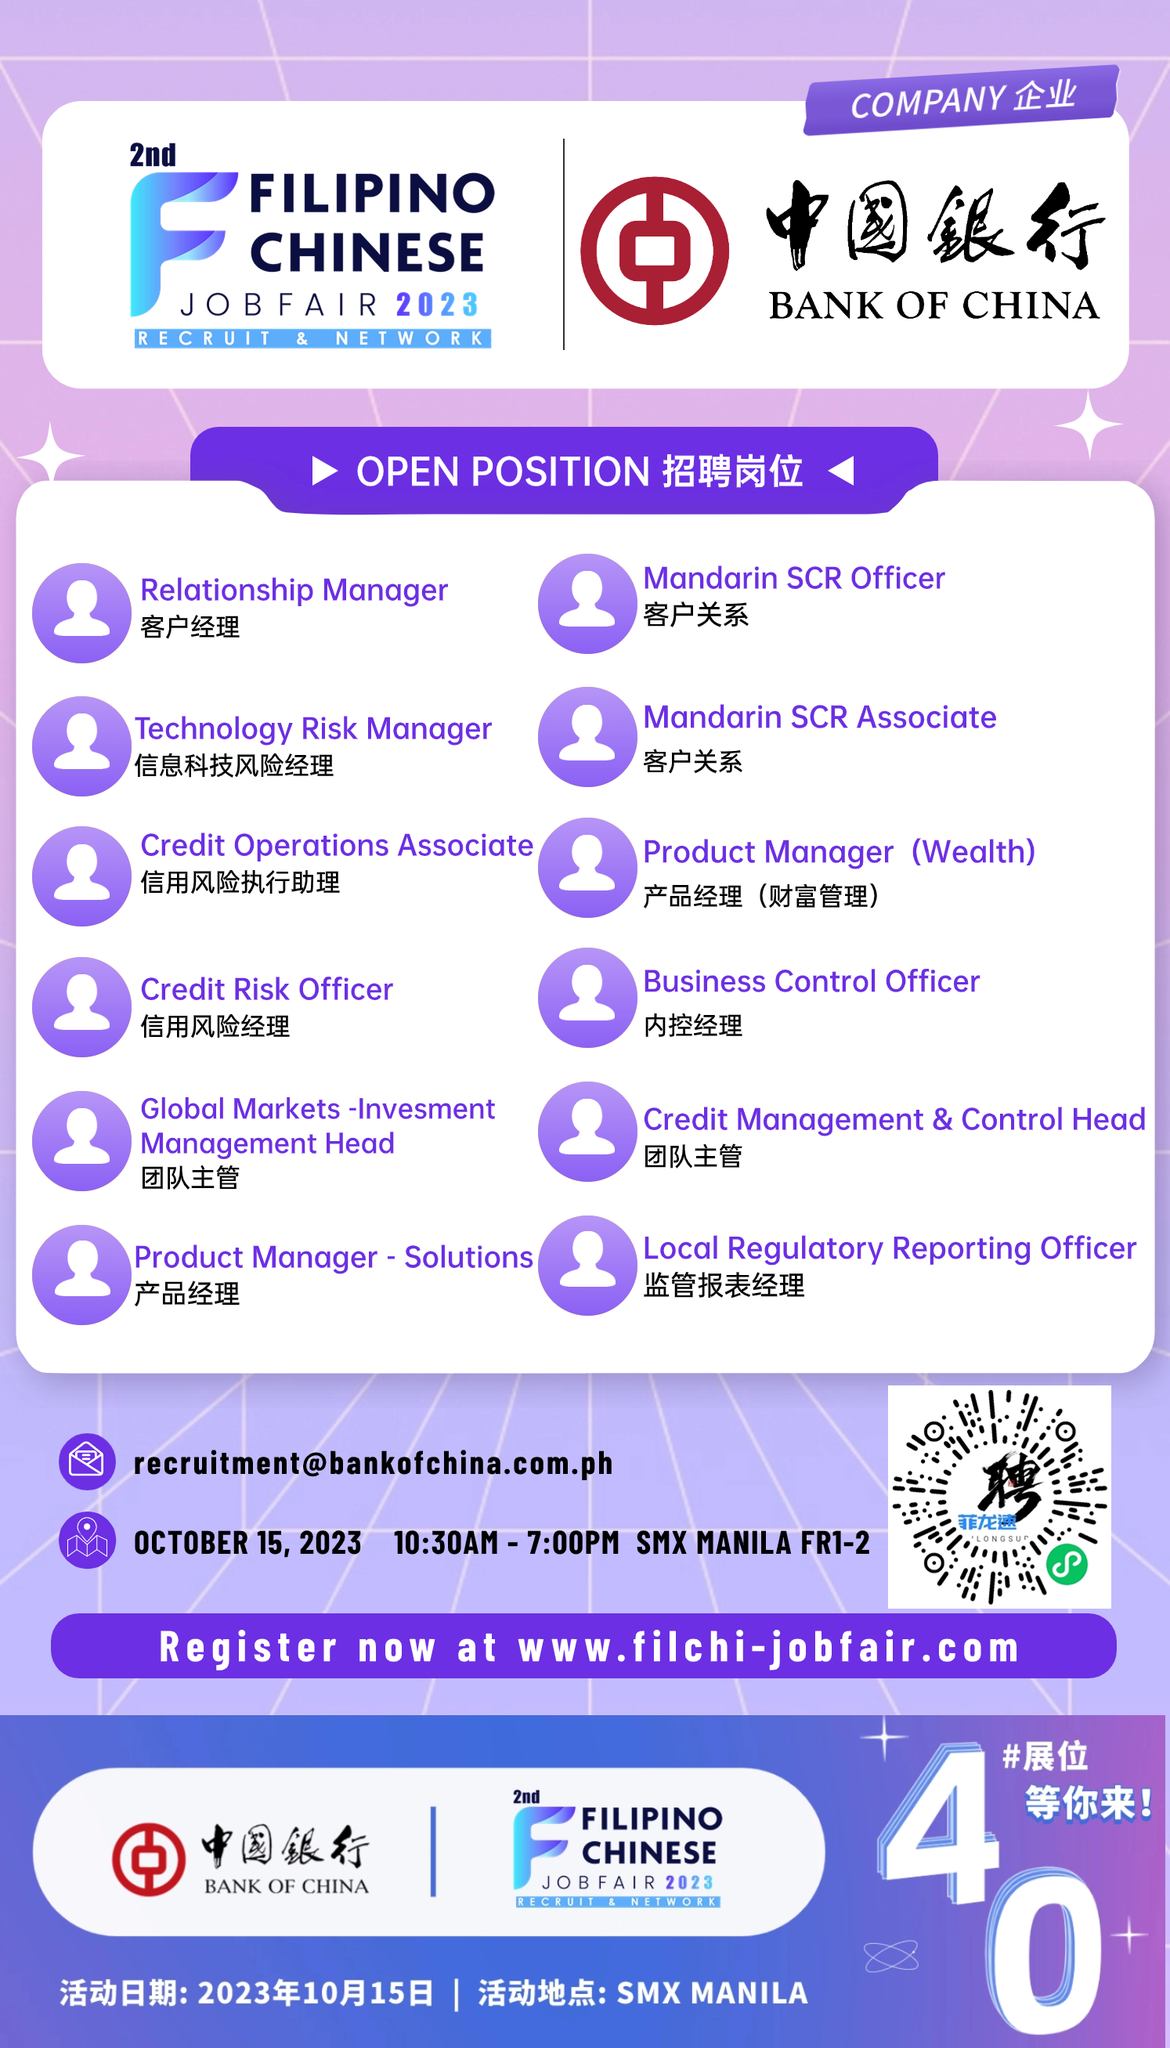 COMPANY 企业
2nd
FILIPINO
CHINESE
JOBFAIR 2023
RECRUIT & NETWORK
中國銀行
BANK OF CHINA
OPEN POSITION 招聘岗位
Relationship Manager
客户经理
Mandarin SCR Officer
客户关系
Technology Risk Manager
信息科技风险经理
Mandarin SCR Associate
客户关系
Credit Operations Associate
信用风险执行助理
Product Manager (Wealth)
产品经理（财富管理）
Credit Risk Officer
信用风险经理
Business Control Officer
内控经理
Global Markets -Invesment
Management Head
团队主管
Credit Management & Control Head
团队主管
Product Manager - Solutions
产品经理
Local Regulatory Reporting Officer
监管报表经理
recruitment@bankofchina.com.ph
OCTOBER 15, 2023 10:30AM - 7:00PM SMX MANILA FR1-2
聘
菲龙速
Register now at www.filchi-jobfair.com
中國銀行
BANK OF CHINA
2nd
FILIPINO
CHINESE
JOBFAIR 2023
RECRUIT & NETWORK
40
#展位
等你来!
活动日期: 2023年10月15日 | 活动地点: SMX MANILA